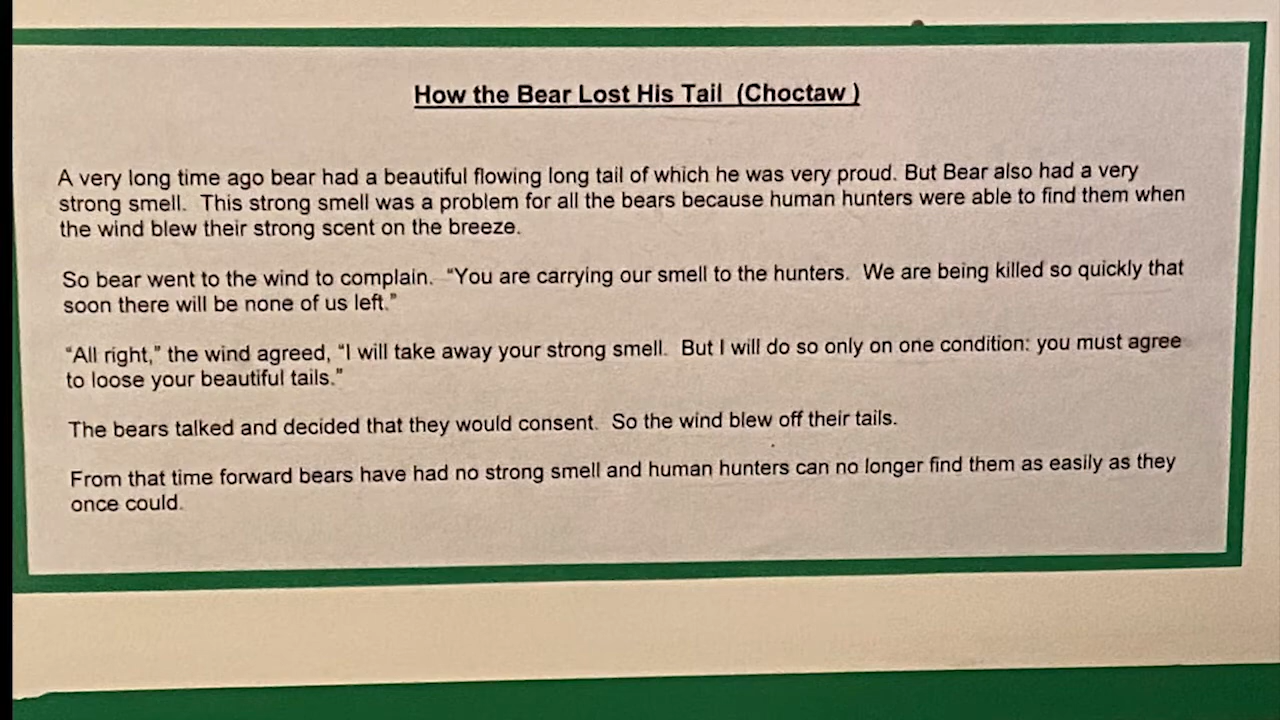 How the Bear Lost His Tail (Choctaw )
A very long time ago bear had a beautiful flowing long tail of which he was very proud. But Bear also had a very
strong smell. This strong smell was a problem for all the bears because human hunters were able to find them when
the wind blew their strong scent on the breeze.
So bear went to the wind to complain. “You are carrying our smell to the hunters. We are being killed so quickly that
soon there will be none of us left.”
“All right,” the wind agreed, “I will take away your strong smell. But I will do so only on one condition: you must agree
to loose your beautiful tails.”
The bears talked and decided that they would consent. So the wind blew off their tails.
From that time forward bears have had no strong smell and human hunters can no longer find them as easily as they
once could.